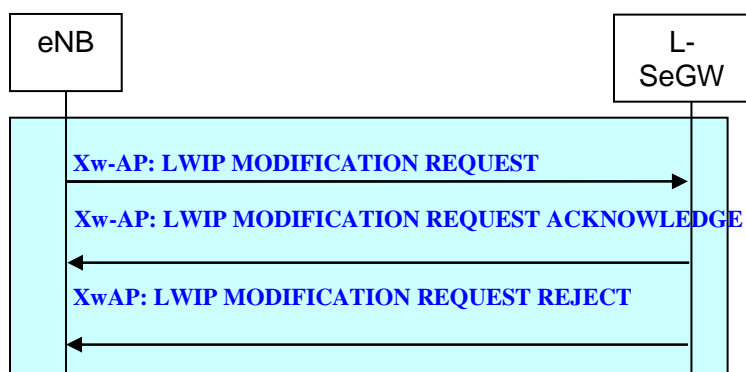 eNB
L-
SeGW
Xw-AP: LWIP MODIFICATION REQUEST
Xw-AP: LWIP MODIFICATION REQUEST ACKNOWLEDGE
XwAP: LWIP MODIFICATION REQUEST REJECT